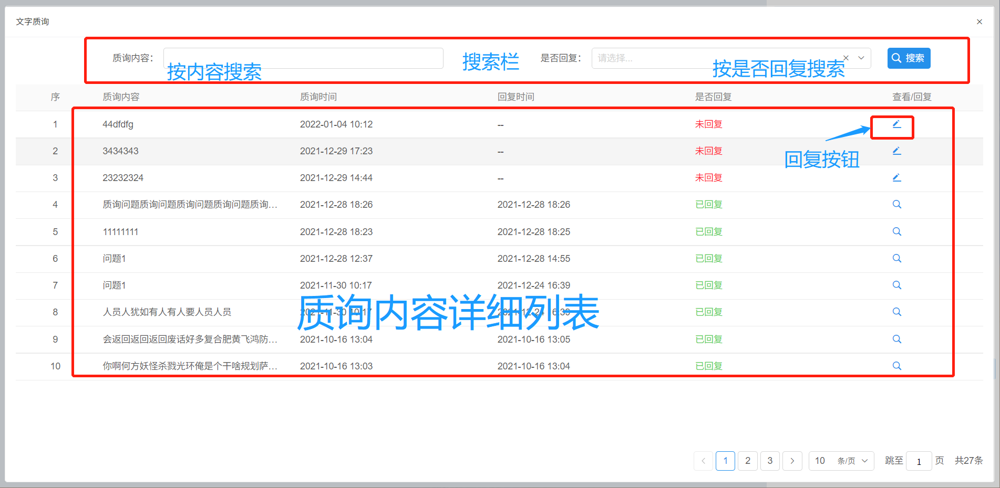 文字质询
质询内容：
按内容搜索
搜索栏
是否回复：
请选择...
按是否回复搜索
搜索
序 质询内容 质询时间 回复时间 是否回复 查看/回复
1 44dfdfg 2022-01-04 10:12 -- 未回复
2 3434343 2021-12-29 17:23 -- 未回复
回复按钮
3 23232324 2021-12-29 14:44 -- 未回复
4 质询问题质询问题质询问题质询问题质询... 2021-12-28 18:26 2021-12-28 18:26 已回复
5 11111111 2021-12-28 18:23 2021-12-28 18:25 已回复
6 问题1 2021-12-28 12:37 2021-12-28 14:55 已回复
7 问题1 2021-11-30 10:17 2021-12-24 16:39 已回复
8 人员人犹如有人有人要人员人员 2021-11-30 10:17 2021-12-24 16:39 已回复
质询内容详细列表
9 会返回返回返回废话好多复合肥黄飞鸿防... 2021-10-16 13:04 2021-10-16 13:05 已回复
10 你啊何方妖怪杀戮光环俺是个干啥规划萨... 2021-10-16 13:03 2021-10-16 13:04 已回复
1 2 3 10 条/页 跳至 1 页 共27条